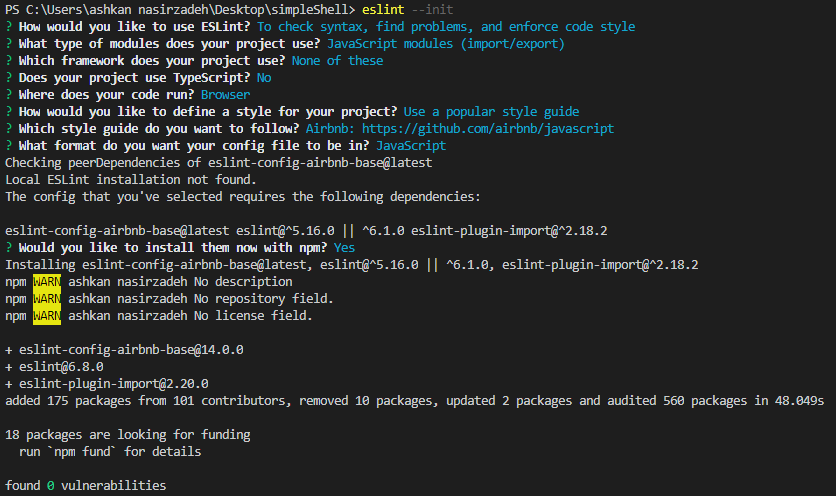 PS C:\Users\ashkan nasirzadeh\Desktop\simpleShell> eslint --init
? How would you like to use ESLint? To check syntax, find problems, and enforce code style
? What type of modules does your project use? JavaScript modules (import/export)
? Which framework does your project use? None of these
? Does your project use TypeScript? No
? Where does your code run? Browser
? How would you like to define a style for your project? Use a popular style guide
? Which style guide do you want to follow? Airbnb: https://github.com/airbnb/javascript
? What format do you want your config file to be in? JavaScript
Checking peerDependencies of eslint-config-airbnb-base@latest
Local ESLint installation not found.
The config that you've selected requires the following dependencies:

eslint-config-airbnb-base@latest eslint@^5.16.0 || ^6.1.0 eslint-plugin-import@^2.18.2
? Would you like to install them now with npm? Yes
Installing eslint-config-airbnb-base@latest, eslint@^5.16.0 || ^6.1.0, eslint-plugin-import@^2.18.2
npm WARN ashkan nasirzadeh No description
npm WARN ashkan nasirzadeh No repository field.
npm WARN ashkan nasirzadeh No license field.

+ eslint-config-airbnb-base@14.0.0
+ eslint@6.8.0
+ eslint-plugin-import@2.20.0
added 175 packages from 101 contributors, removed 10 packages, updated 2 packages and audited 560 packages in 48.049s

18 packages are looking for funding
  run `npm fund` for details

found 0 vulnerabilities